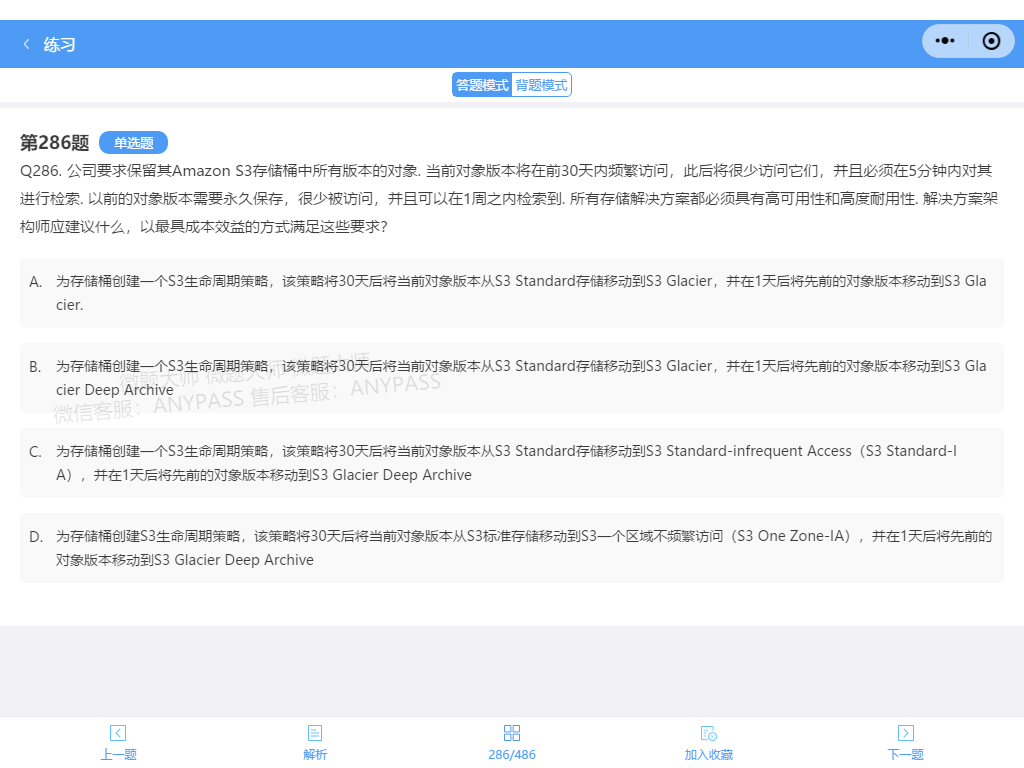 练习
答题模式 背题模式
第286题 单选题
Q286. 公司要求保留其Amazon S3存储桶中所有版本的对象. 当前对象版本将在前30天内频繁访问，此后将很少访问它们，并且必须在5分钟内对其
进行检索. 以前的对象版本需要永久保存，很少被访问，并且可以在1周之内检索到. 所有存储解决方案都必须具有高可用性和高度耐用性. 解决方案架
构师应建议什么，以最具成本效益的方式满足这些要求?
A. 为存储桶创建一个S3生命周期策略，该策略将30天后将当前对象版本从S3 Standard存储移动到S3 Glacier，并在1天后将先前的对象版本移动到S3 Gla
cier.
B. 为存储桶创建一个S3生命周期策略，该策略将30天后将当前对象版本从S3 Standard存储移动到S3 Glacier，并在1天后将先前的对象版本移动到S3 Gla
cier Deep Archive
微题大师 微题大师 微题大师
微信客服：ANYPASS 售后客服：ANYPASS
C. 为存储桶创建一个S3生命周期策略，该策略将30天后将当前对象版本从S3 Standard存储移动到S3 Standard-infrequent Access（S3 Standard-I
A），并在1天后将先前的对象版本移动到S3 Glacier Deep Archive
D. 为存储桶创建S3生命周期策略，该策略将30天后将当前对象版本从S3标准存储移动到S3一个区域不频繁访问（S3 One Zone-IA），并在1天后将先前的
对象版本移动到S3 Glacier Deep Archive
上一题 解析 286/486 加入收藏 下一题